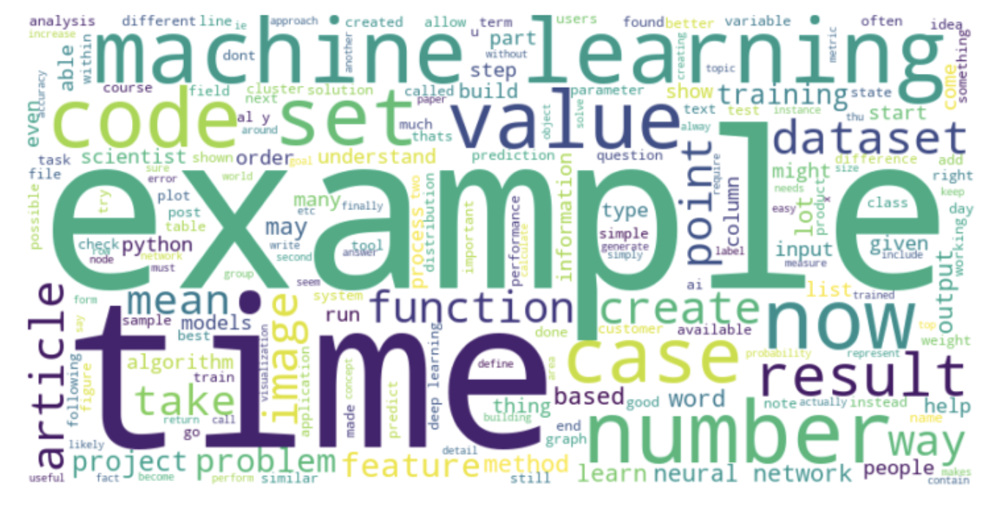 analysis different line ie approach created allow term users found better variable often idea
increase machine learning u part without
within able dont another step creating topic metric something come
accuracy course field cluster solution called build parameter show training state
next paper text test instance thu start
even code al y set much value object solve alway dataset
around thats
task scientist shown order goal understand prediction question point require difference add
file sure error world might size right
example needs keep
possible try plot many etc finally distribution information type column lot product x class day
post table may important performance calculate simple easy
check python write tool process two generate label input given working
row node network second answer simply measure include
must group seem ai
article form mean system function create list trained output
say sample models image run now top
best done customer available weight
time case probability represent
following figure algorithm visualization application concept predict deep learning define area result
train made thing based good word note actually instead help
take building name
return call go end number way
likely detail graph
project problem feature method learn neural network people makes
useful fact become perform similar still contain